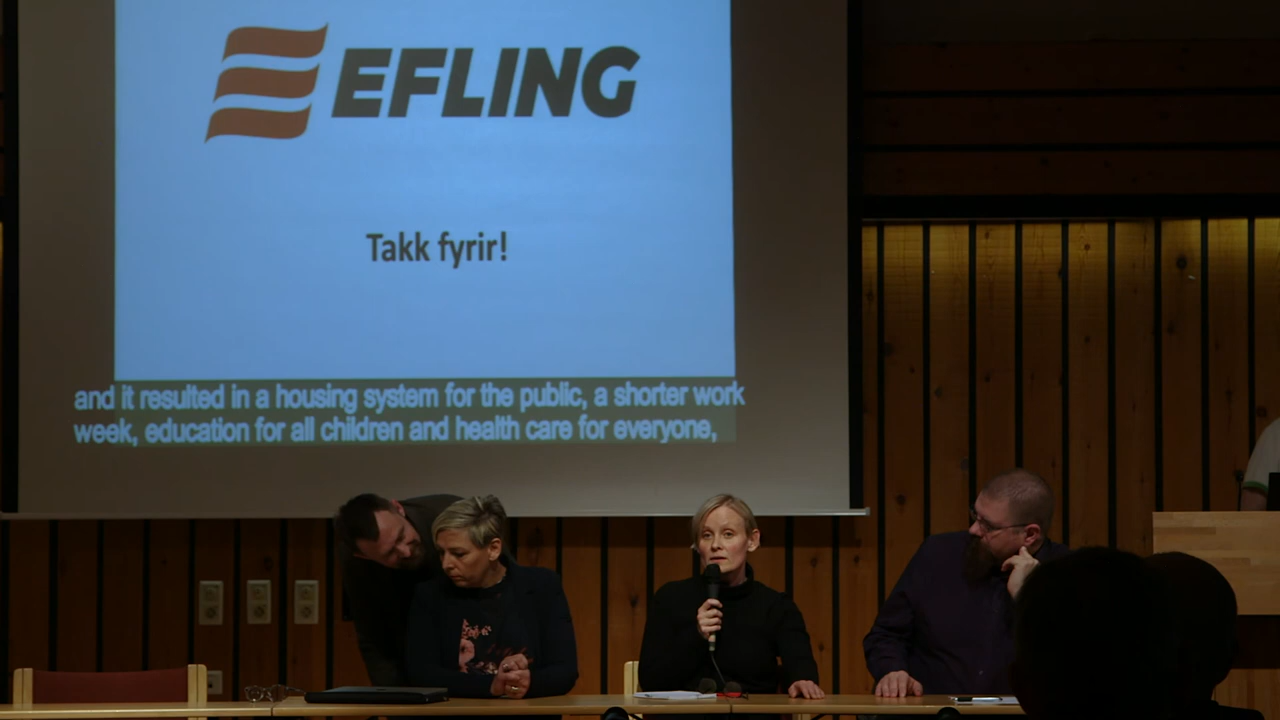 EFLING
Takk fyrir!
and it resulted in a housing system for the public, a shorter work
week, education for all children and health care for everyone,